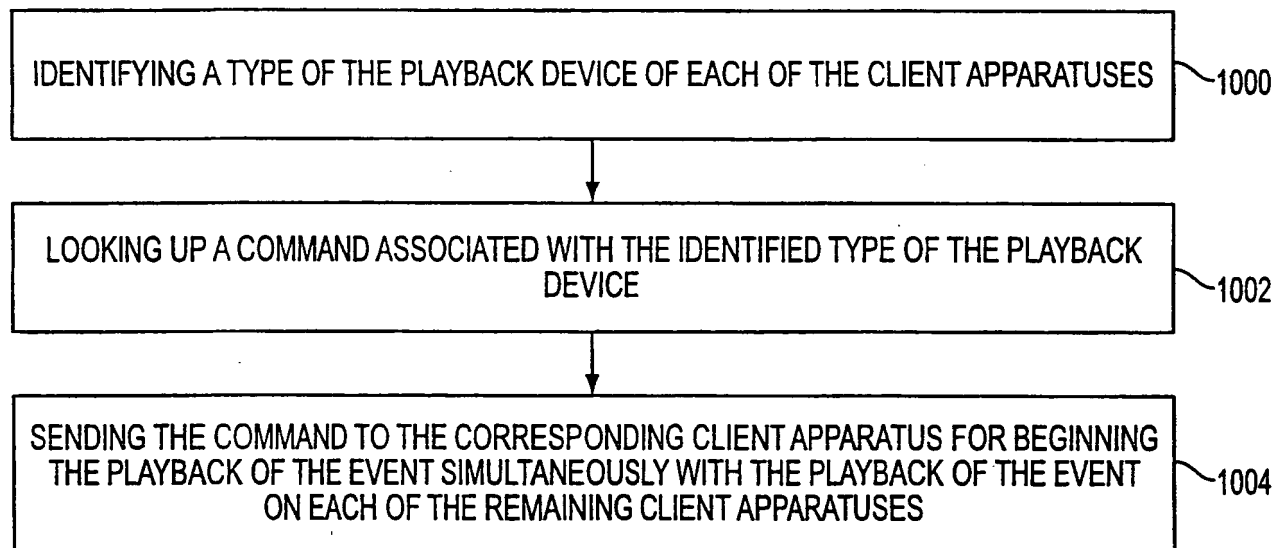 IDENTIFYING A TYPE OF THE PLAYBACK DEVICE OF EACH OF THE CLIENT APPARATUSES
1000
LOOKING UP A COMMAND ASSOCIATED WITH THE IDENTIFIED TYPE OF THE PLAYBACK
DEVICE
1002
SENDING THE COMMAND TO THE CORRESPONDING CLIENT APPARATUS FOR BEGINNING
THE PLAYBACK OF THE EVENT SIMULTANEOUSLY WITH THE PLAYBACK OF THE EVENT
ON EACH OF THE REMAINING CLIENT APPARATUSES
1004